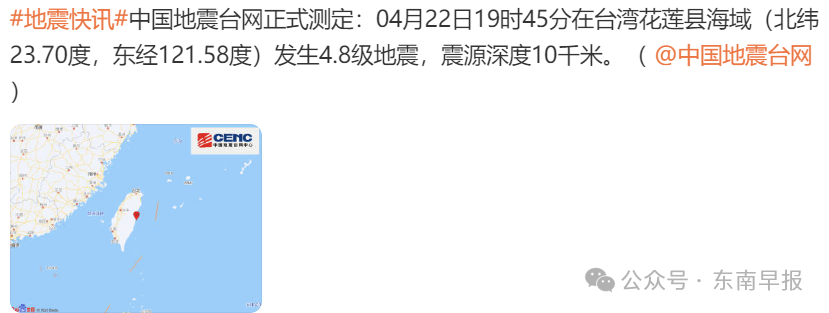 #地震快讯#中国地震台网正式测定：04月22日19时45分在台湾花莲县海域（北纬
23.70度，东经121.58度）发生4.8级地震，震源深度10千米。（ @中国地震台网
）
CENC
中国地震台网中心
公众号 · 东南早报